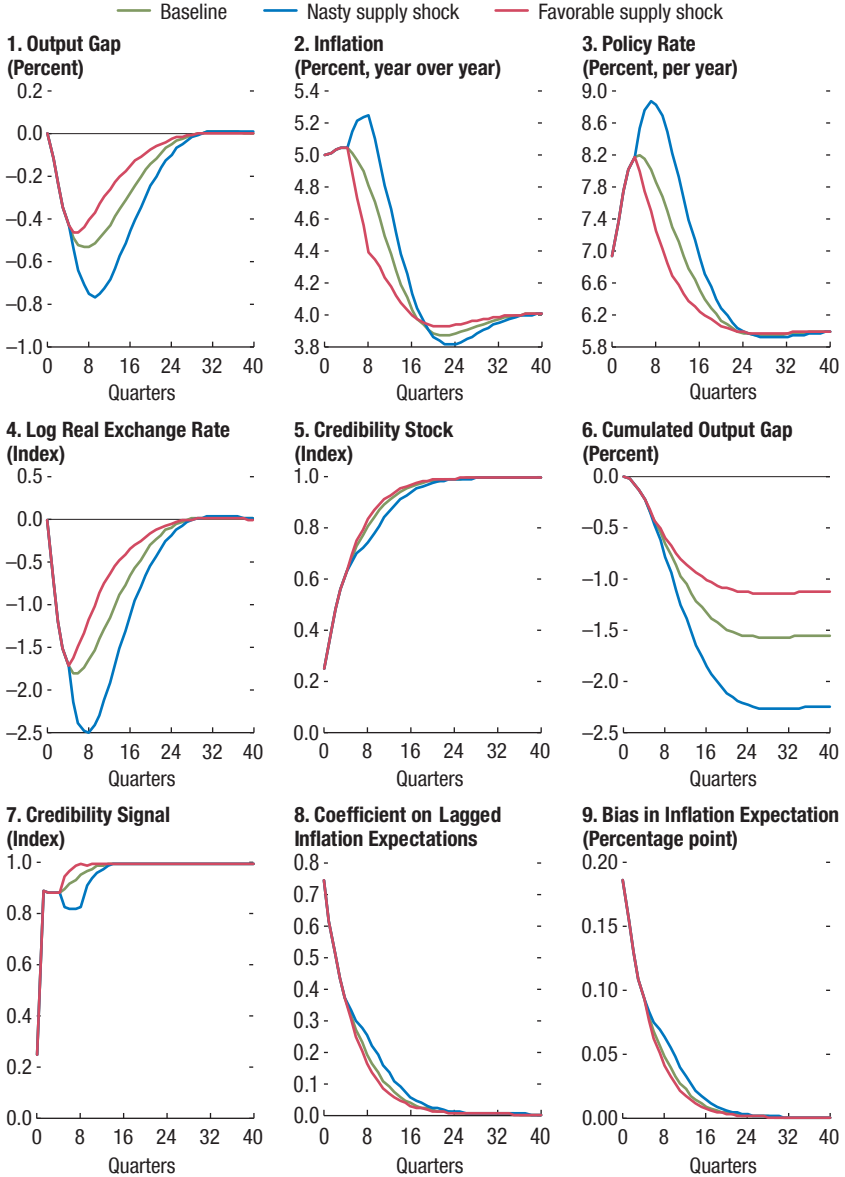 Baseline Nasty supply shock Favorable supply shock
1. Output Gap
(Percent)
0.2
0.0
–0.2
–0.4
–0.6
–0.8
–1.0
0 8 16 24 32 40
Quarters
2. Inflation
(Percent, year over year)
5.4
5.2
5.0
4.8
4.6
4.4
4.2
4.0
3.8
0 8 16 24 32 40
Quarters
3. Policy Rate
(Percent, per year)
9.0
8.6
8.2
7.8
7.4
7.0
6.6
6.2
5.8
0 8 16 24 32 40
Quarters
4. Log Real Exchange Rate
(Index)
0.5
0.0
–0.5
–1.0
–1.5
–2.0
–2.5
0 8 16 24 32 40
Quarters
5. Credibility Stock
(Index)
1.0
0.8
0.6
0.4
0.2
0.0
0 8 16 24 32 40
Quarters
6. Cumulated Output Gap
(Percent)
0.0
–0.5
–1.0
–1.5
–2.0
–2.5
0 8 16 24 32 40
Quarters
7. Credibility Signal
(Index)
1.0
0.8
0.6
0.4
0.2
0.0
0 8 16 24 32 40
Quarters
8. Coefficient on Lagged
Inflation Expectations
0.8
0.7
0.6
0.5
0.4
0.3
0.2
0.1
0.0
0 8 16 24 32 40
Quarters
9. Bias in Inflation Expectation
(Percentage point)
0.20
0.15
0.10
0.05
0.00
0 8 16 24 32 40
Quarters